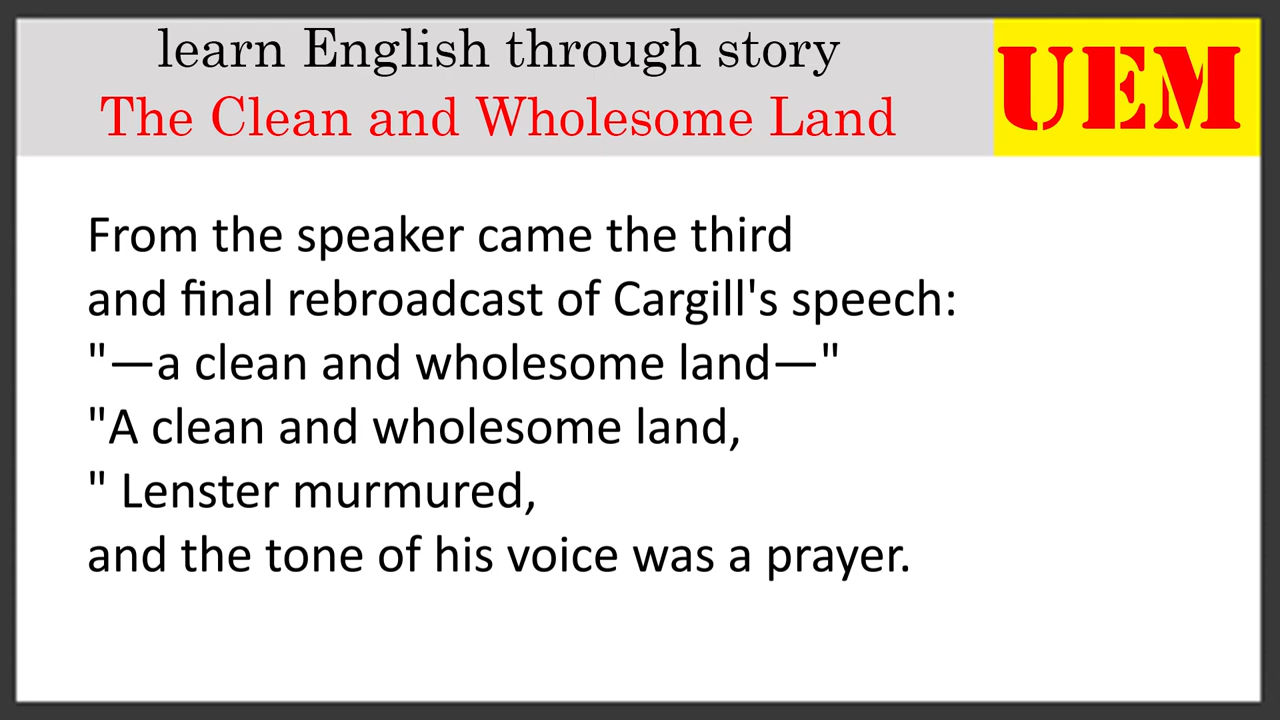 learn English through story
The Clean and Wholesome Land
UEM
From the speaker came the third
and final rebroadcast of Cargill's speech:
"—a clean and wholesome land—"
"A clean and wholesome land,
" Lenster murmured,
and the tone of his voice was a prayer.